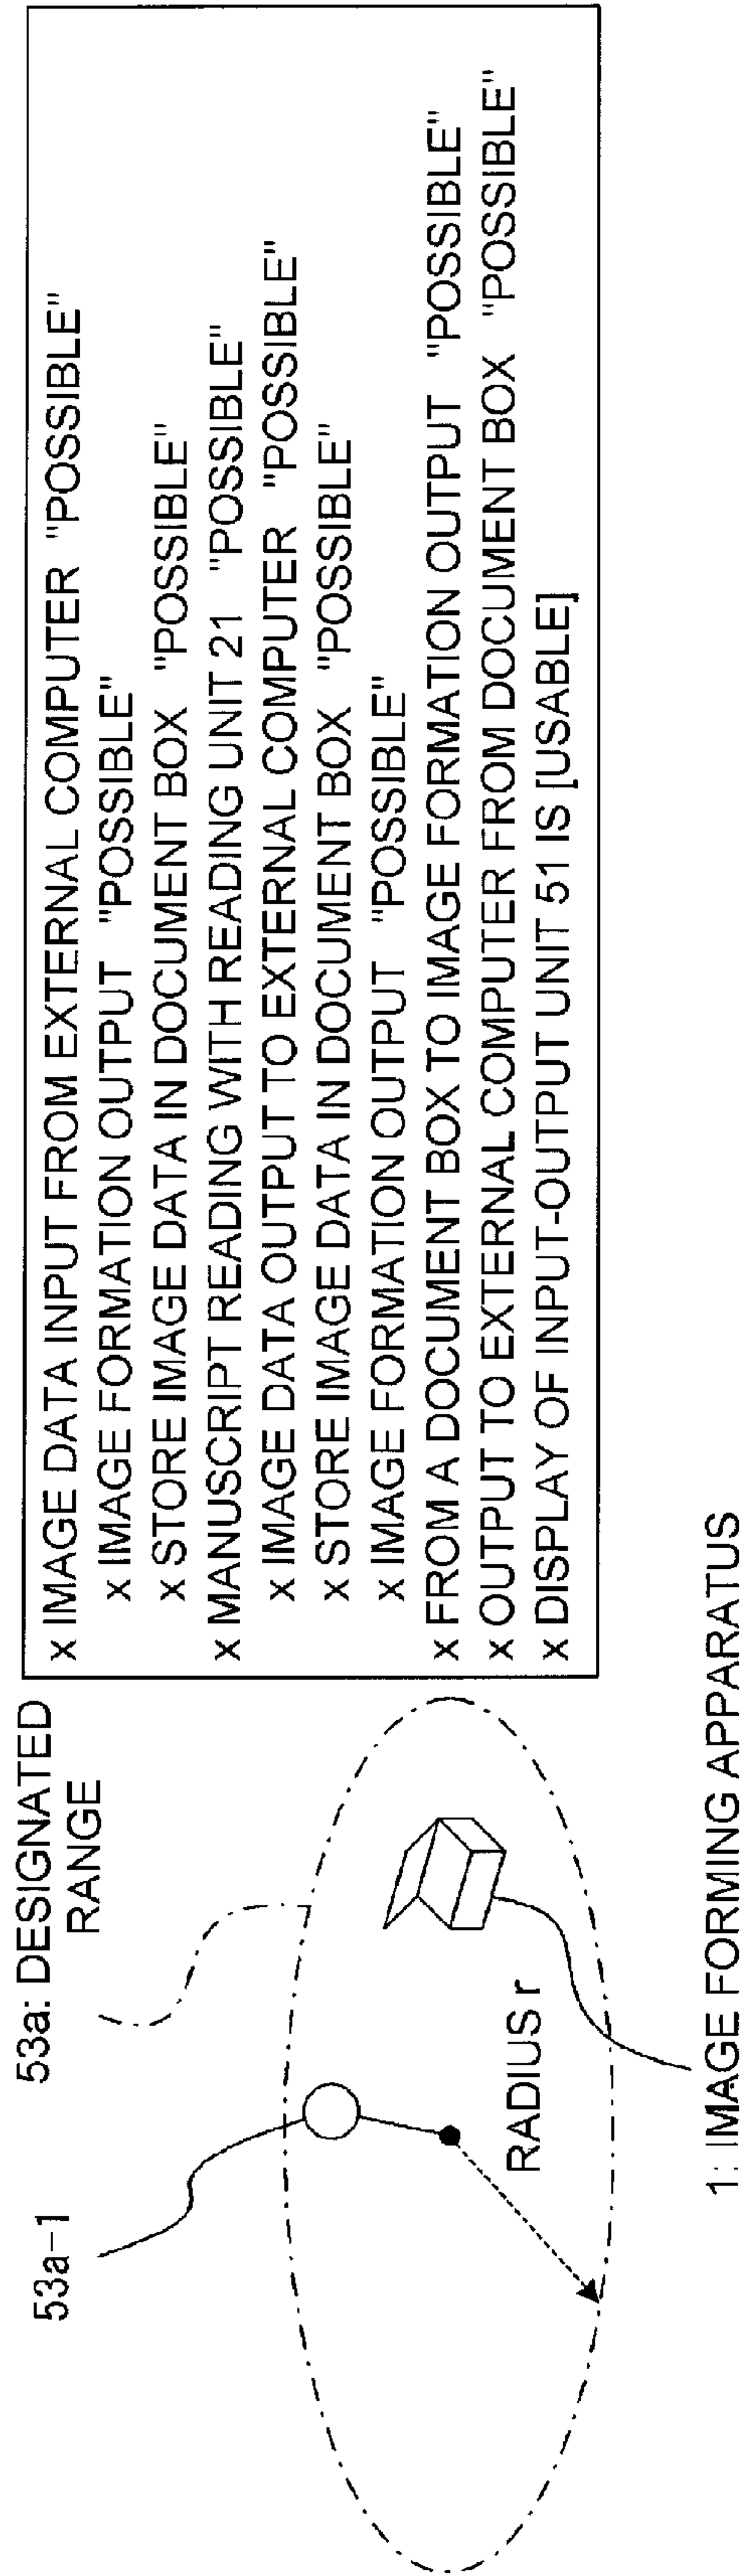 53a-1
53a: DESIGNATED
RANGE
RADIUS r
1: IMAGE FORMING APPARATUS
x IMAGE DATA INPUT FROM EXTERNAL COMPUTER "POSSIBLE"
x IMAGE FORMATION OUTPUT "POSSIBLE"
x STORE IMAGE DATA IN DOCUMENT BOX "POSSIBLE"
x MANUSCRIPT READING WITH READING UNIT 21 "POSSIBLE"
x IMAGE DATA OUTPUT TO EXTERNAL COMPUTER "POSSIBLE"
x STORE IMAGE DATA IN DOCUMENT BOX "POSSIBLE"
x IMAGE FORMATION OUTPUT "POSSIBLE"
x FROM A DOCUMENT BOX TO IMAGE FORMATION OUTPUT "POSSIBLE"
x OUTPUT TO EXTERNAL COMPUTER FROM DOCUMENT BOX "POSSIBLE"
x DISPLAY OF INPUT-OUTPUT UNIT 51 IS [USABLE]